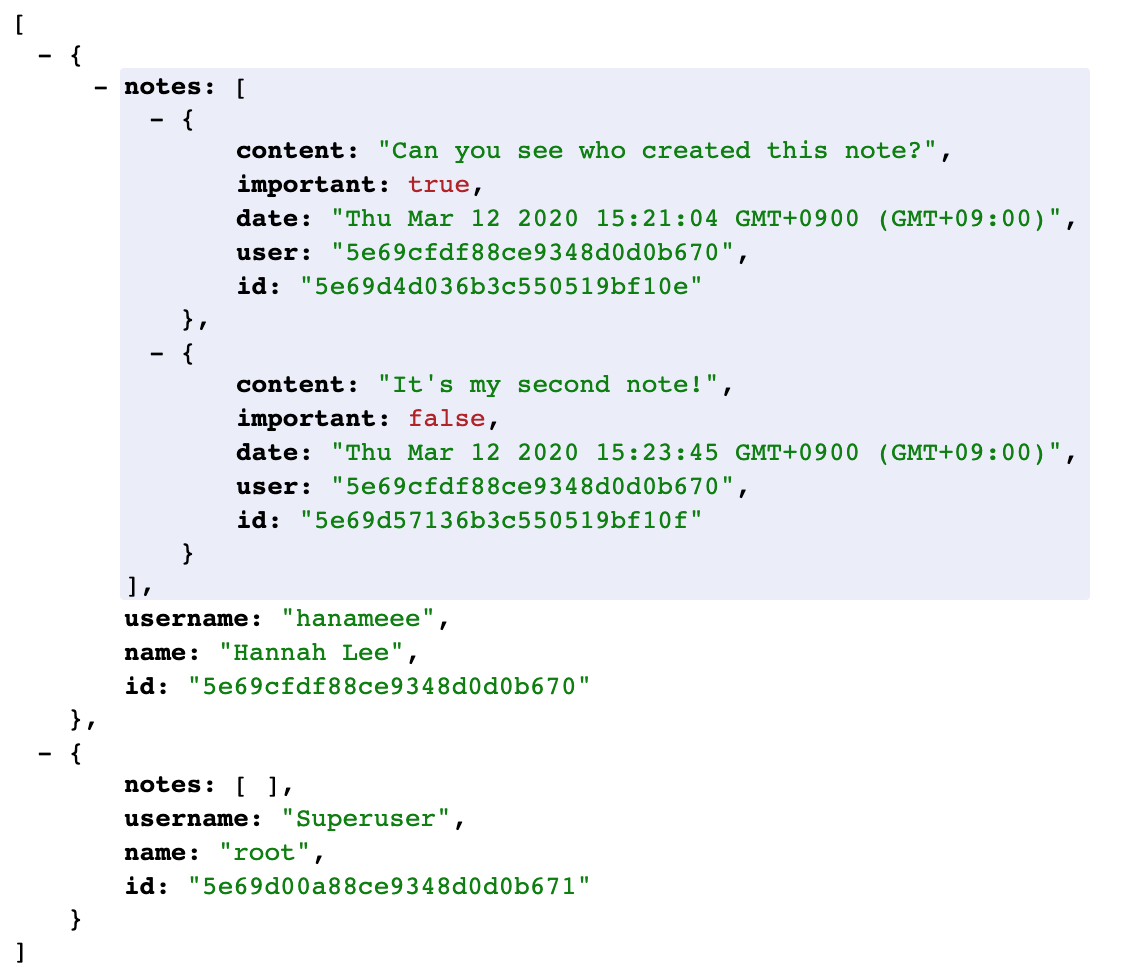 [
- {
- notes: [
- {
content: "Can you see who created this note?",
important: true,
date: "Thu Mar 12 2020 15:21:04 GMT+0900 (GMT+09:00)",
user: "5e69cfdf88ce9348d0d0b670",
id: "5e69d4d036b3c550519bf10e"
},
- {
content: "It's my second note!",
important: false,
date: "Thu Mar 12 2020 15:23:45 GMT+0900 (GMT+09:00)",
user: "5e69cfdf88ce9348d0d0b670",
id: "5e69d57136b3c550519bf10f"
}
],
username: "hanameee",
name: "Hannah Lee",
id: "5e69cfdf88ce9348d0d0b670"
},
- {
notes: [ ],
username: "Superuser",
name: "root",
id: "5e69d00a88ce9348d0d0b671"
}
]